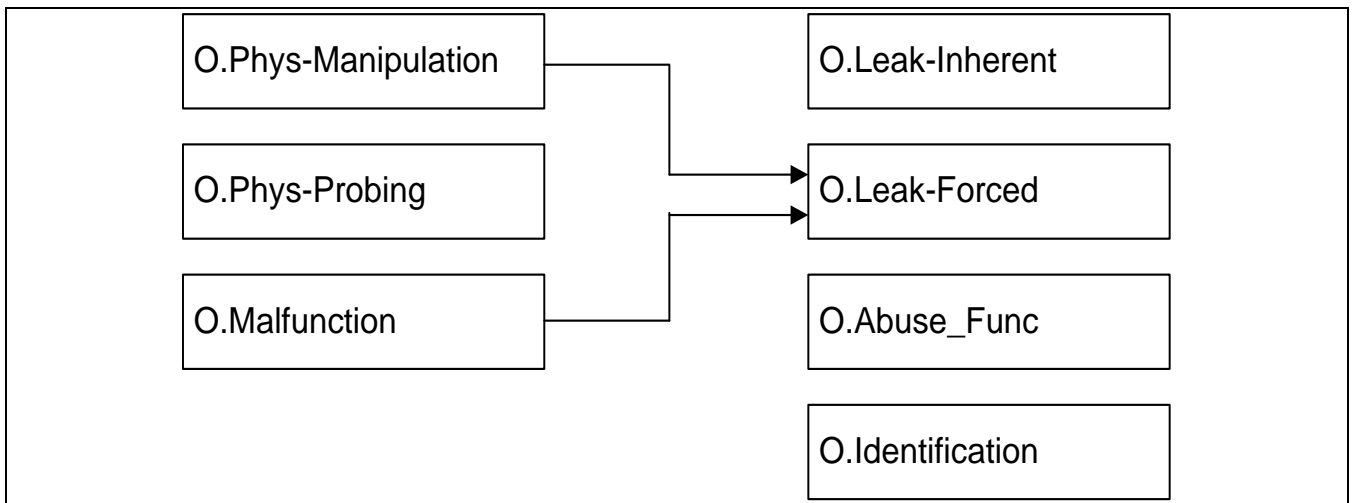 O.Phys-Manipulation
O.Leak-Inherent
O.Phys-Probing
O.Leak-Forced
O.Malfunction
O.Abuse_Func
O.Identification